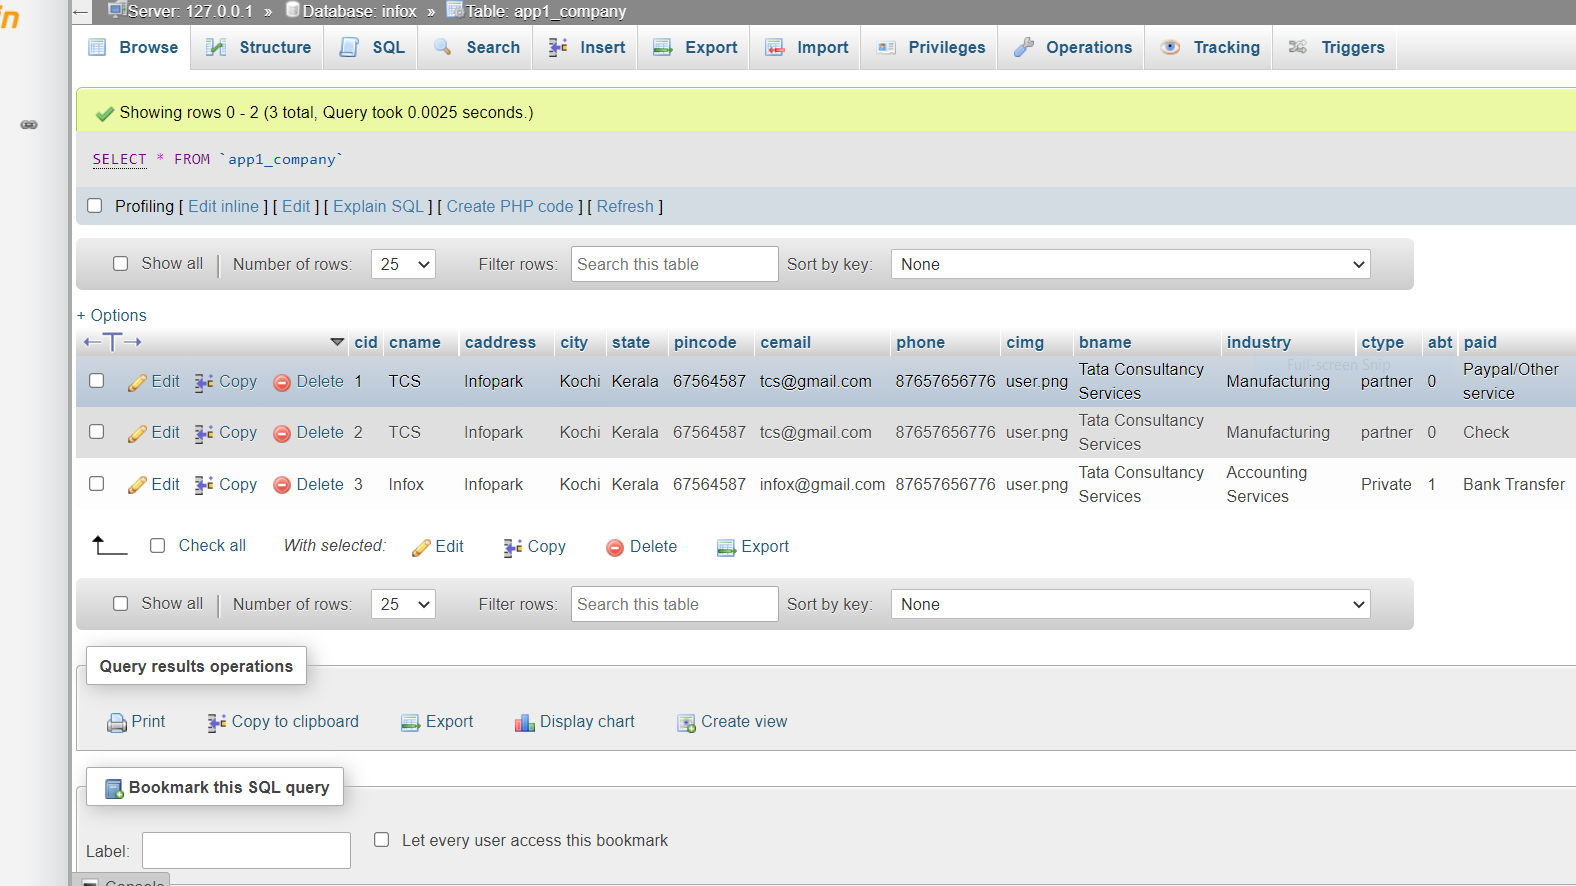 in
Server: 127.0.0.1 » Database: infox » Table: app1_company
Browse Structure SQL Search Insert Export Import Privileges Operations Tracking Triggers
Showing rows 0 - 2 (3 total, Query took 0.0025 seconds.)
SELECT * FROM `app1_company`
Profiling [ Edit inline ] [ Edit ] [ Explain SQL ] [ Create PHP code ] [ Refresh ]
Show all Number of rows: 25 Filter rows: Search this table Sort by key: None
+ Options
←T→ cid cname caddress city state pincode cemail phone cimg bname industry ctype abt paid
Full-screen Snip
Edit Copy Delete 1 TCS Infopark Kochi Kerala 67564587 tcs@gmail.com 87657656776 user.png Tata Consultancy Services Manufacturing partner 0 Paypal/Other service
Edit Copy Delete 2 TCS Infopark Kochi Kerala 67564587 tcs@gmail.com 87657656776 user.png Tata Consultancy Services Manufacturing partner 0 Check
Edit Copy Delete 3 Infox Infopark Kochi Kerala 67564587 infox@gmail.com 87657656776 user.png Tata Consultancy Services Accounting Services Private 1 Bank Transfer
Check all With selected: Edit Copy Delete Export
Show all Number of rows: 25 Filter rows: Search this table Sort by key: None
Query results operations
Print Copy to clipboard Export Display chart Create view
Bookmark this SQL query
Label: Let every user access this bookmark
Console